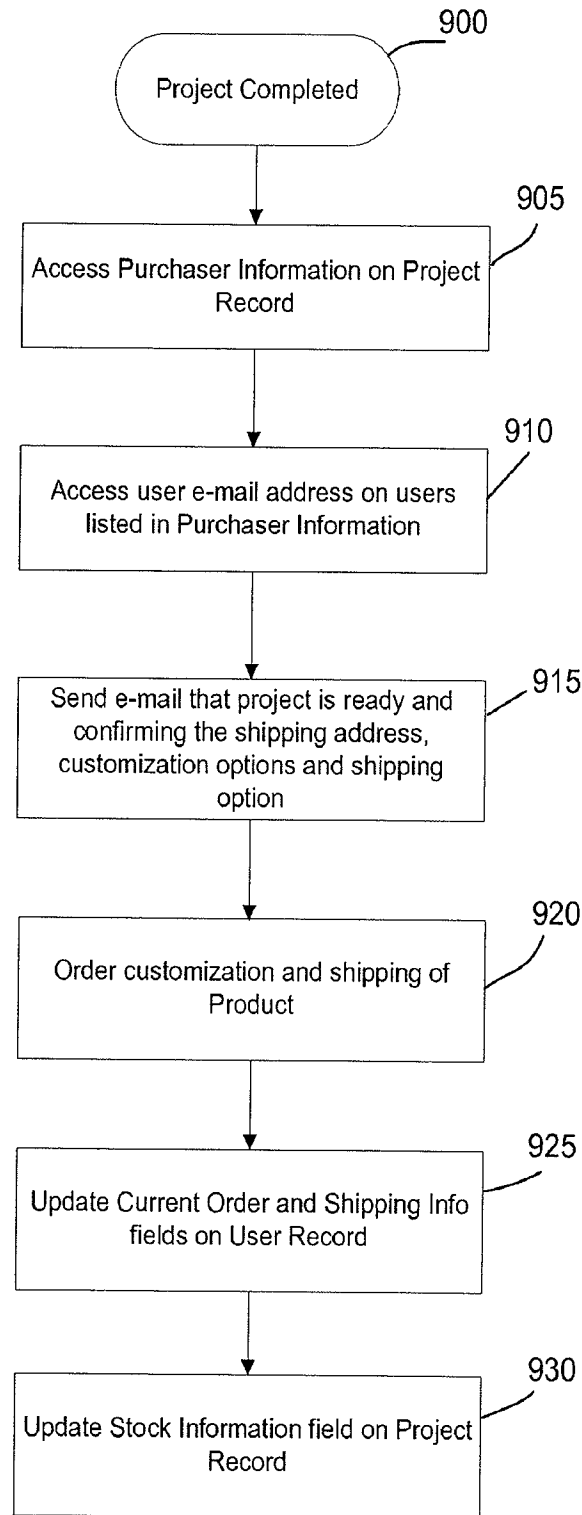 900
Project Completed
905
Access Purchaser Information on Project
Record
910
Access user e-mail address on users
listed in Purchaser Information
915
Send e-mail that project is ready and
confirming the shipping address,
customization options and shipping
option
920
Order customization and shipping of
Product
925
Update Current Order and Shipping Info
fields on User Record
930
Update Stock Information field on Project
Record